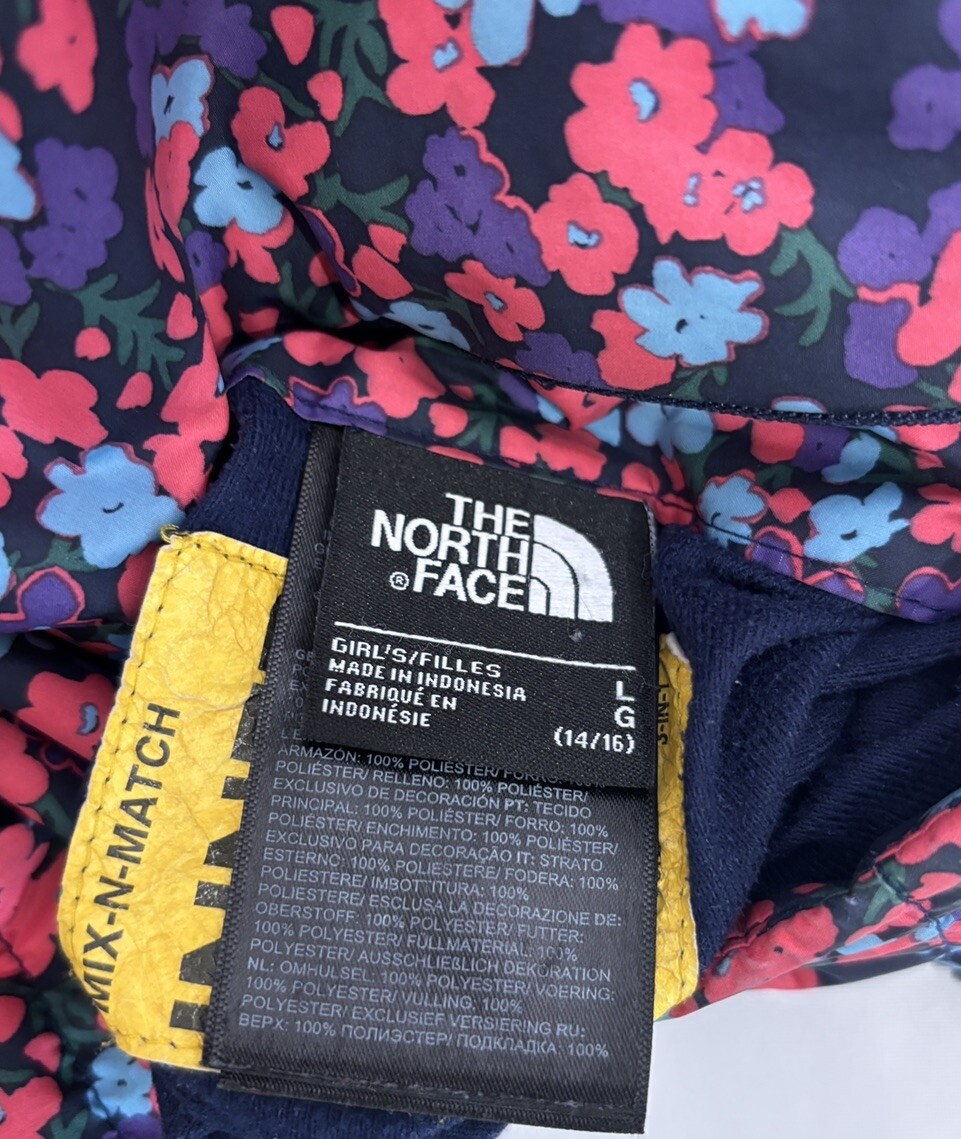 THE
NORTH
® FACE
GIRL'S/FILLES
MADE IN INDONESIA
FABRIQUÉ EN
INDONÉSIE
L
G
(14/16)
MIX-N-MATCH
ARMAZÓN: 100% POLIESTER/ FORRO: 100%
POLIÉSTER/ RELLENO: 100% POLIÉSTER/
EXCLUSIVO DE DECORACIÓN PT: TECIDO
PRINCIPAL: 100% POLIÉSTER/ FORRO: 100%
POLIÉSTER/ ENCHIMENTO: 100% POLIÉSTER/
EXCLUSIVO PARA DECORAÇÃO IT: STRATO
ESTERNO: 100% POLIESTERE/ FODERA: 100%
POLIESTERE/ IMBOTTITURA: 100%
POLIESTERE/ ESCLUSA LA DECORAZIONE DE:
OBERSTOFF: 100% POLYESTER/ FUTTER:
100% POLYESTER/ FÜLLMATERIAL: 100%
POLYESTER/ AUSSCHLIEẞLICH DEKORATION
NL: OMHULSEL: 100% POLYESTER/ VOERING:
100% POLYESTER/ VULLING: 100%
POLYESTER/ EXCLUSIEF VERSIERING RU:
ВЕРХ: 100% ПОЛИЭСТЕР/ ПОДКЛАДКА: 100%